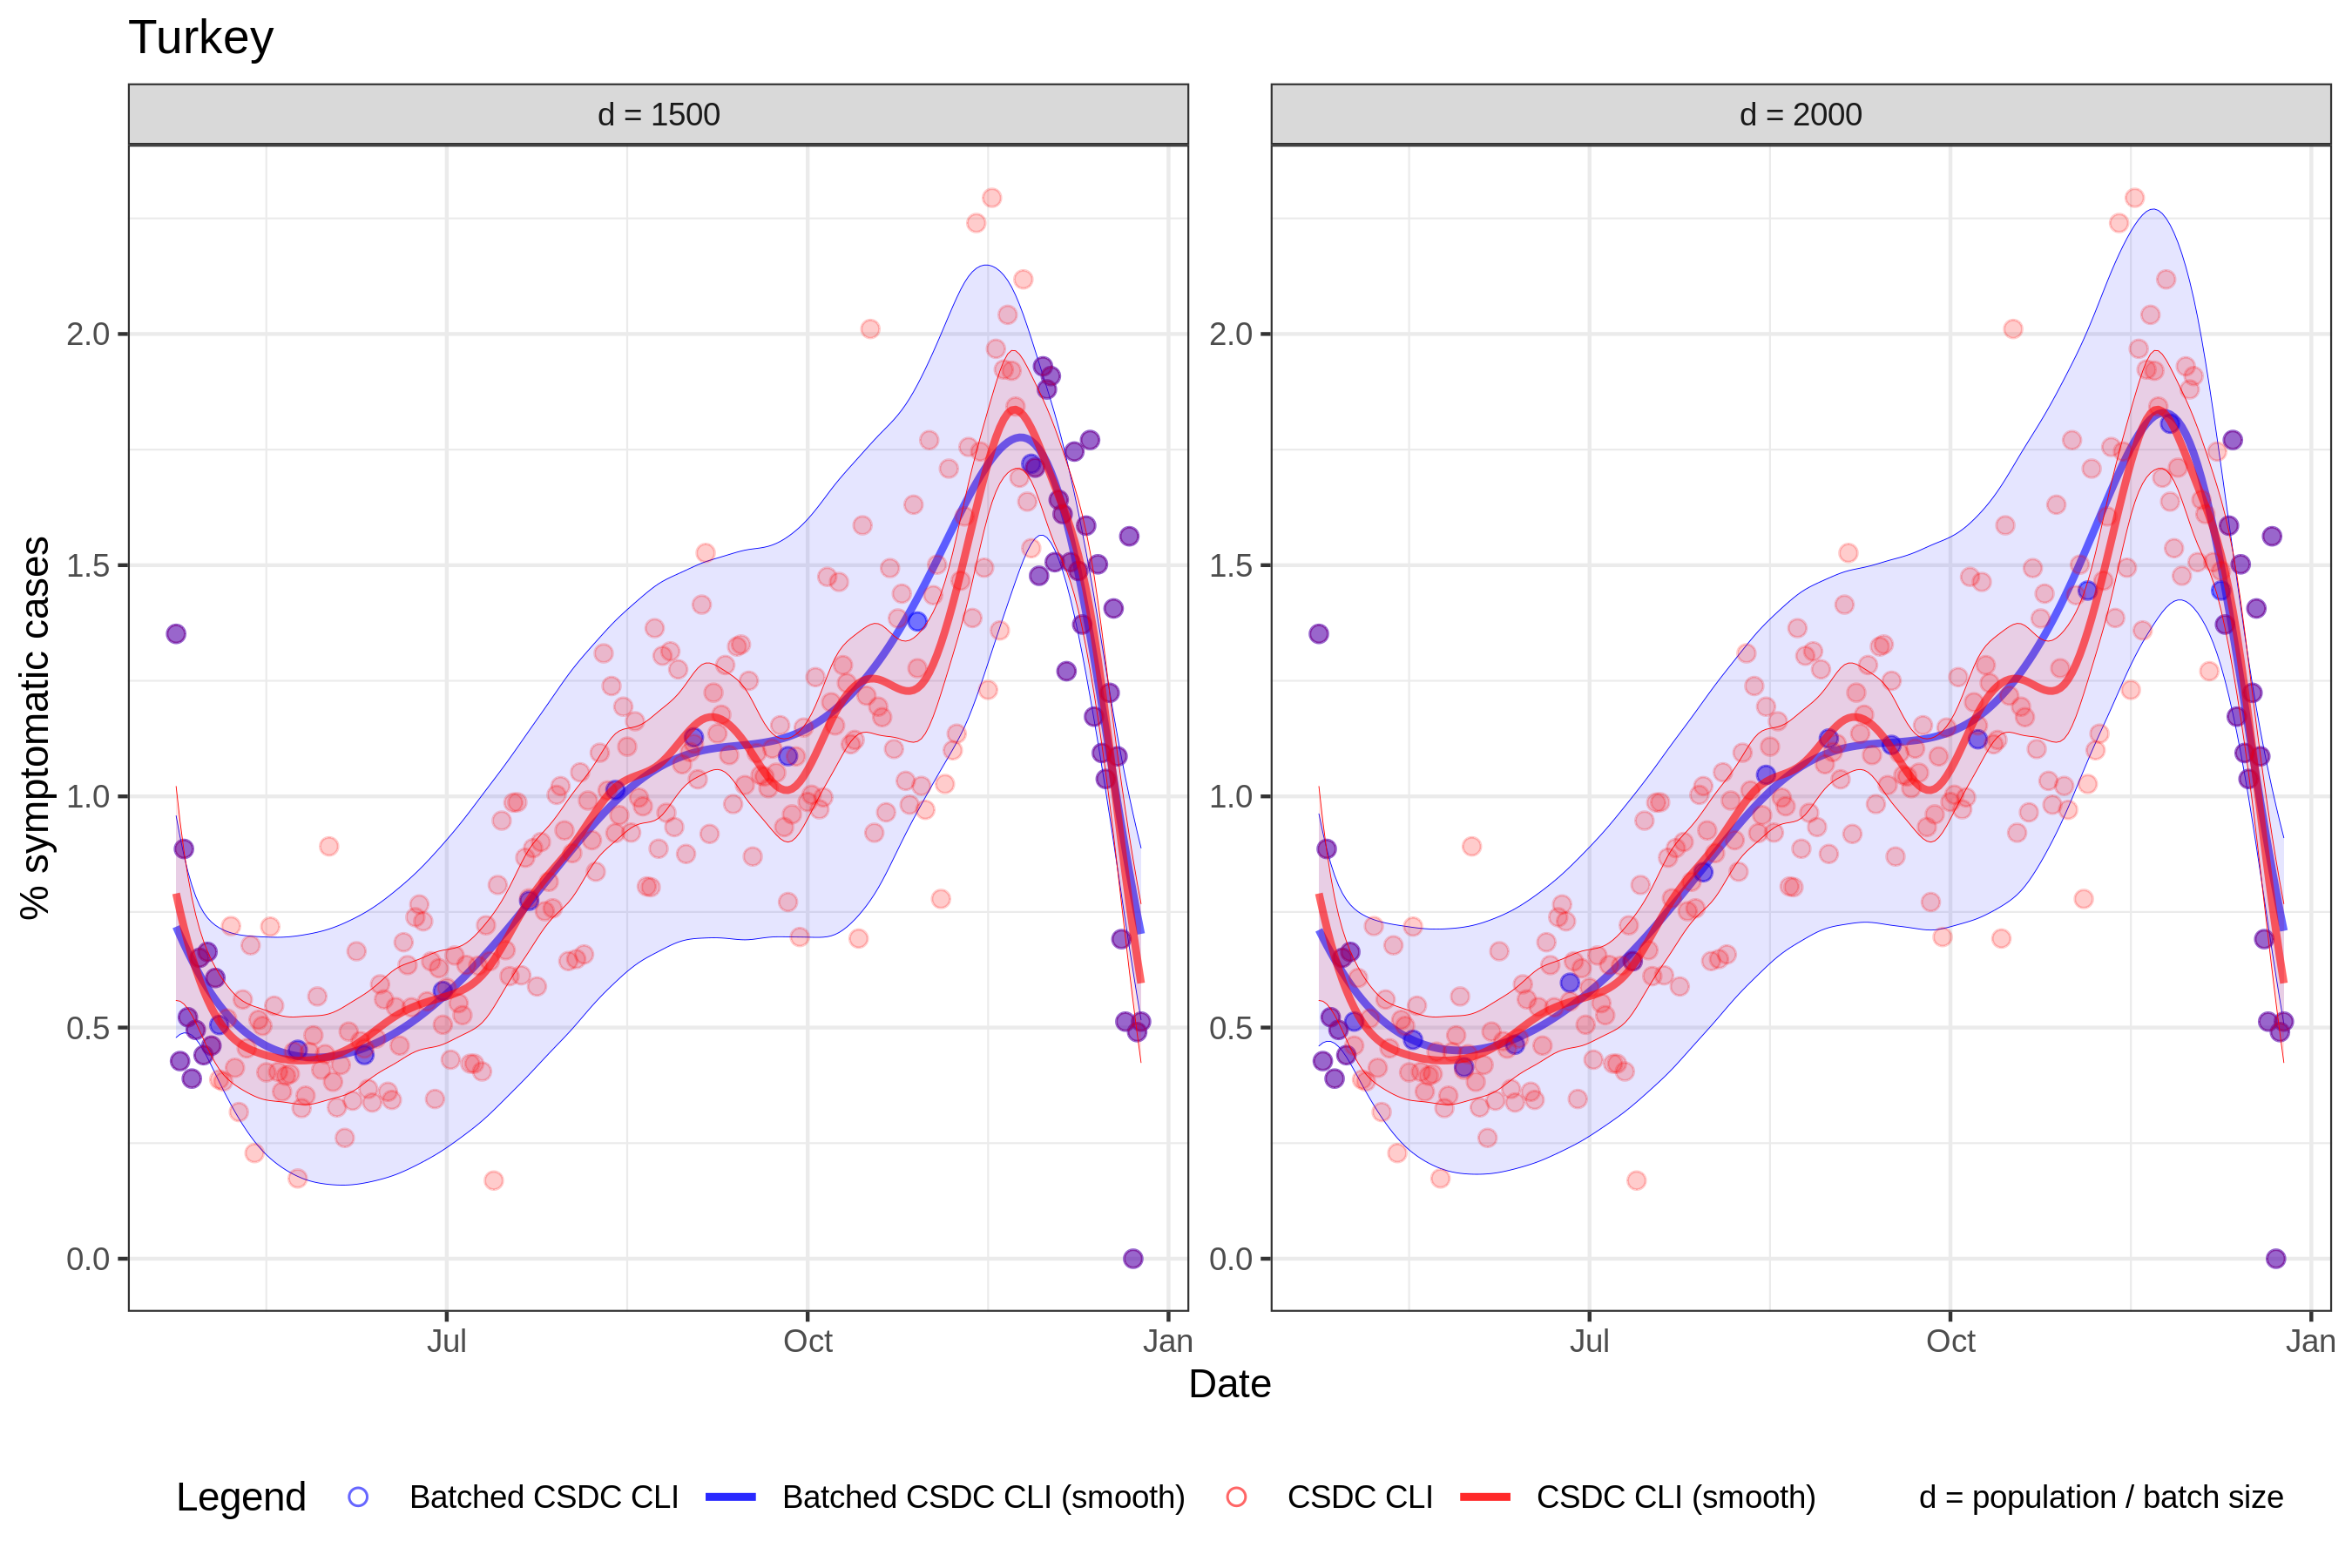 Turkey
d = 1500
d = 2000
% symptomatic cases
2.0
1.5
1.0
0.5
0.0
2.0
1.5
1.0
0.5
0.0
Jul
Oct
Jan
Jul
Oct
Jan
Date
Legend
Batched CSDC CLI
Batched CSDC CLI (smooth)
CSDC CLI
CSDC CLI (smooth)
d = population / batch size